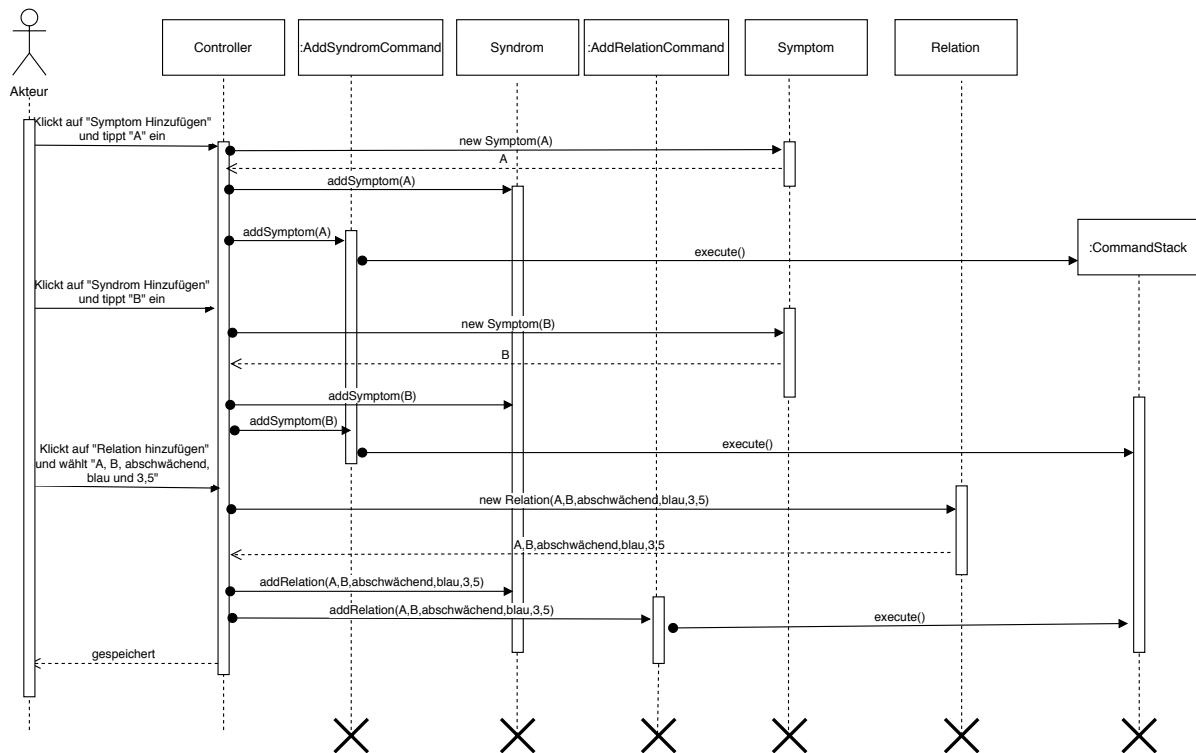 Controller
:AddSyndromCommand
Syndrom
:AddRelationCommand
Symptom
Relation
Akteur
Klickt auf "Symptom Hinzufügen"
und tippt "A" ein
new Symptom(A)
A
addSymptom(A)
addSymptom(A)
execute()
:CommandStack
Klickt auf "Syndrom Hinzufügen"
und tippt "B" ein
new Symptom(B)
B
addSymptom(B)
addSymptom(B)
execute()
Klickt auf "Relation hinzufügen"
und wählt "A, B, abschwächend,
blau und 3,5"
new Relation(A,B,abschwächend,blau,3,5)
A,B,abschwächend,blau,3,5
addRelation(A,B,abschwächend,blau,3,5)
addRelation(A,B,abschwächend,blau,3,5)
execute()
gespeichert